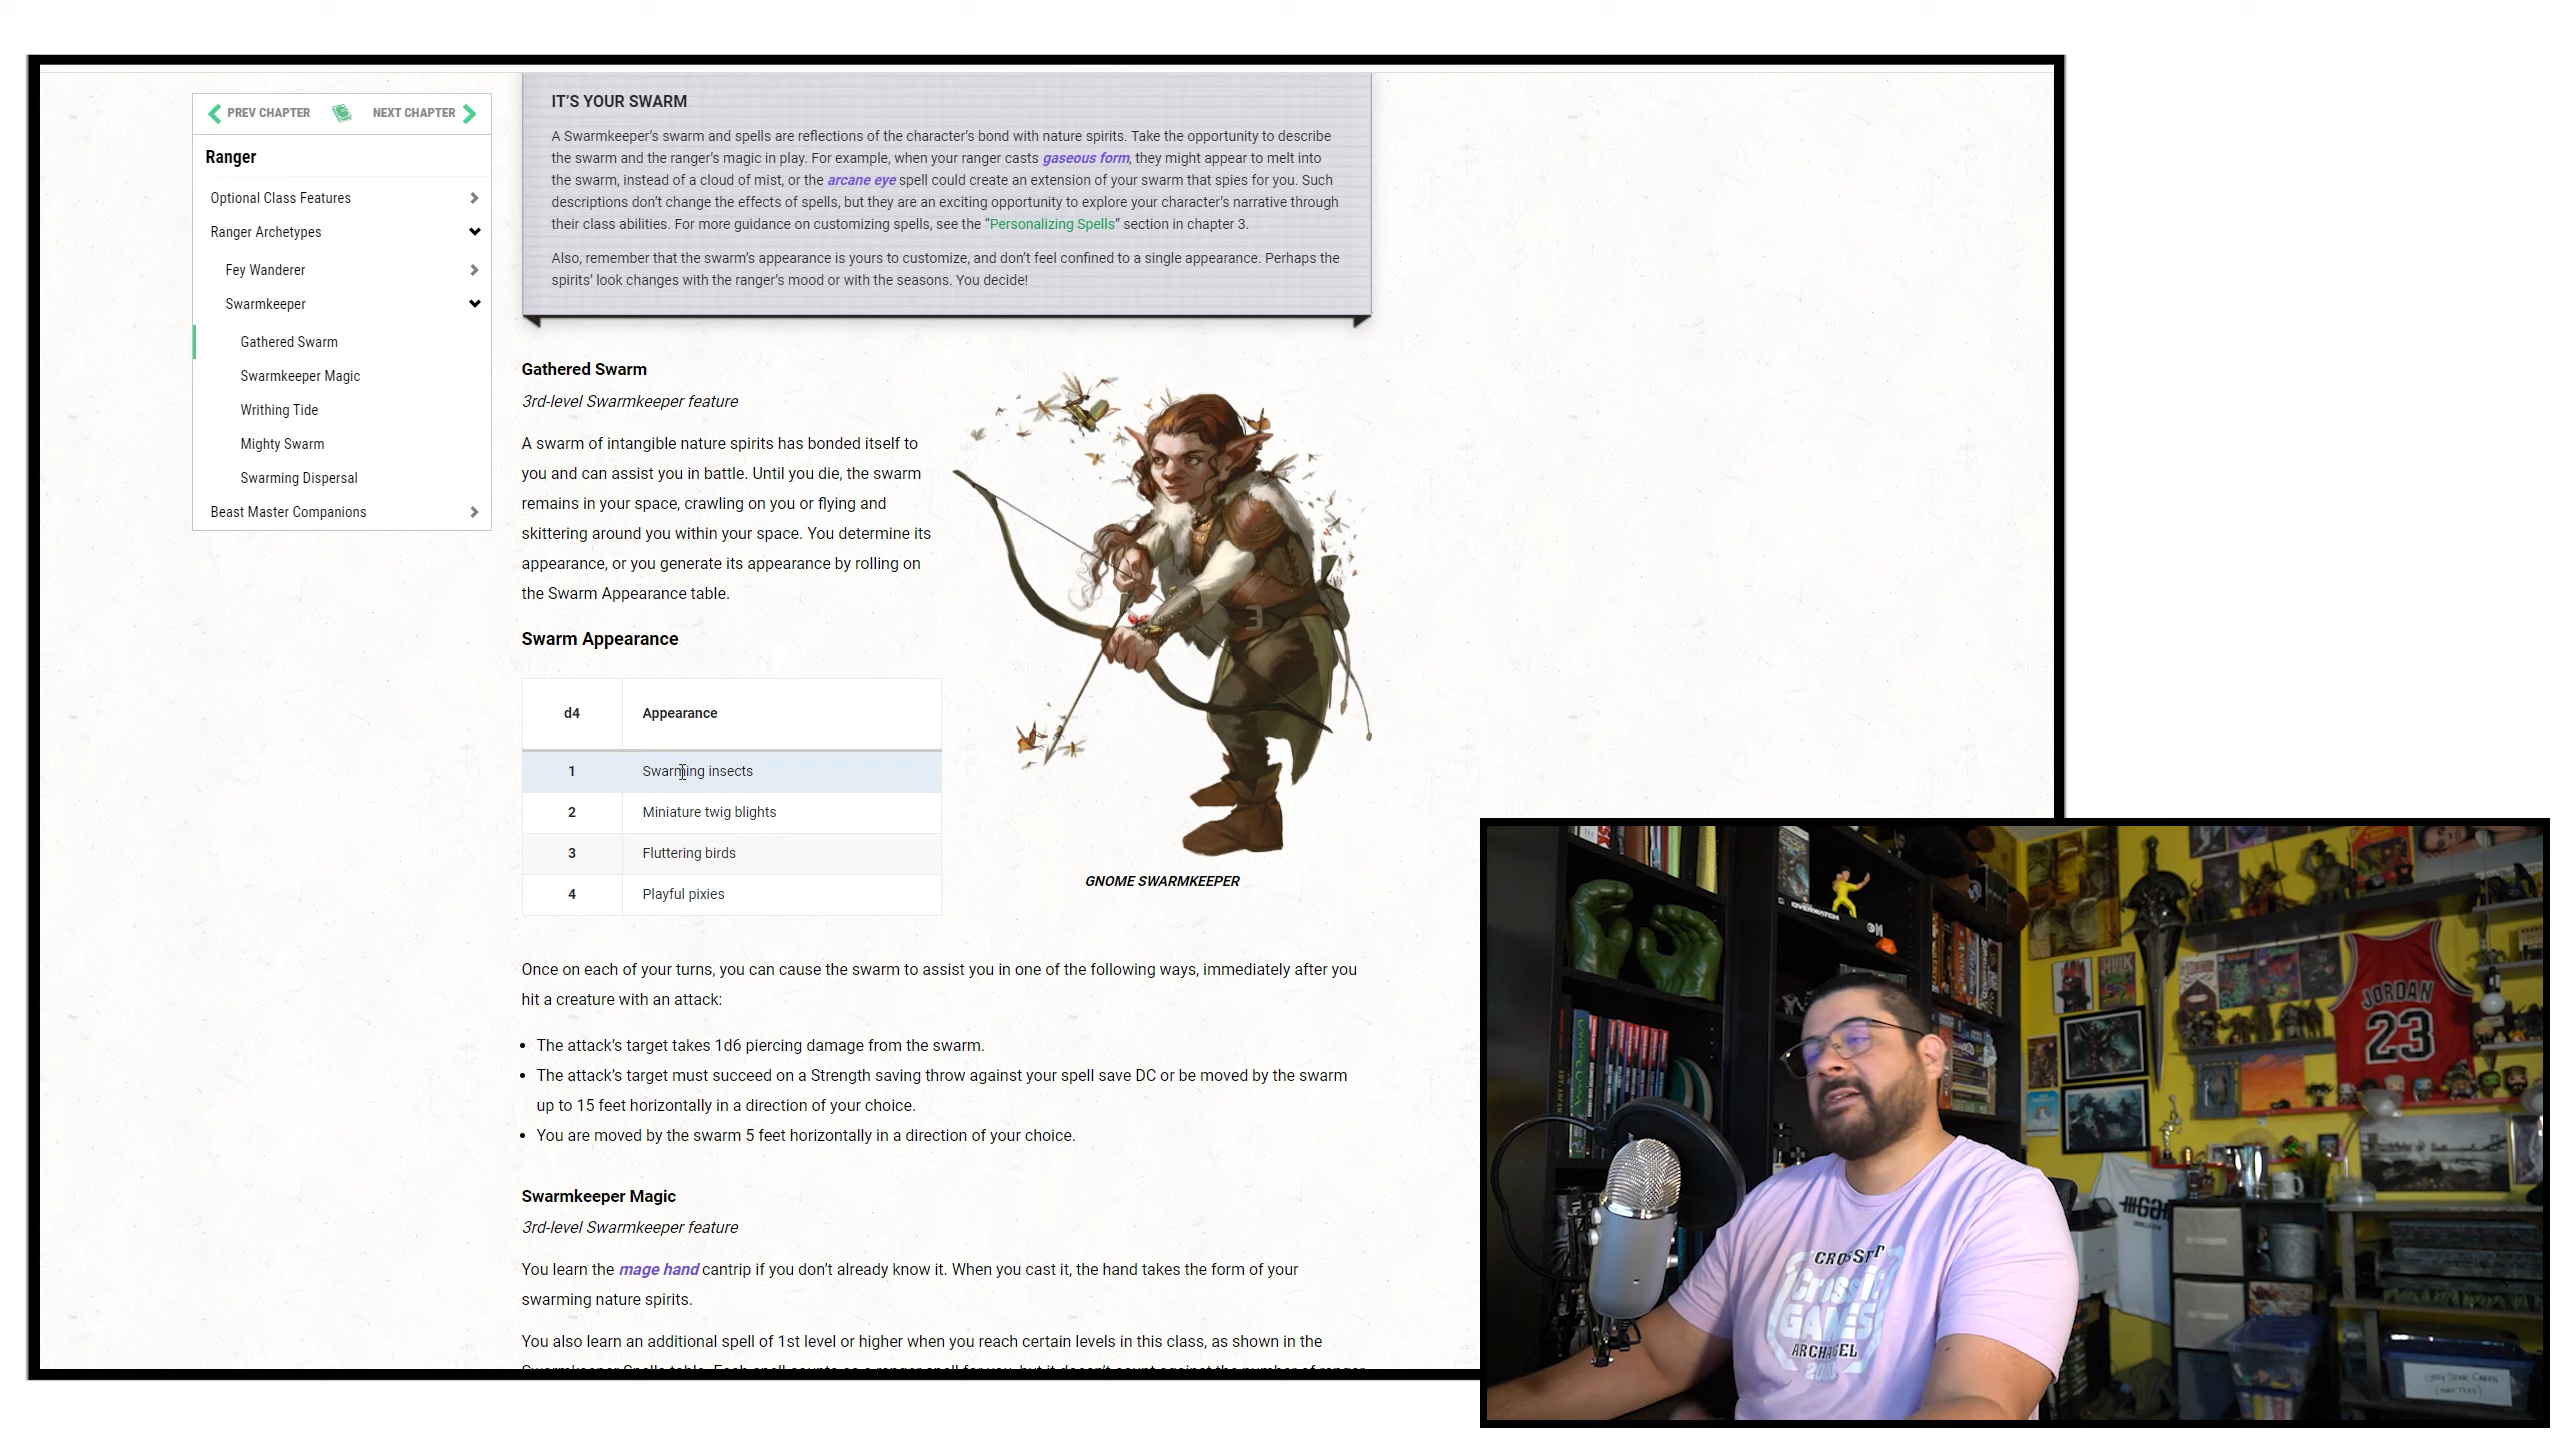 PREV CHAPTER
NEXT CHAPTER
Ranger
Optional Class Features
Ranger Archetypes
Fey Wanderer
Swarmkeeper
Gathered Swarm
Swarmkeeper Magic
Writhing Tide
Mighty Swarm
Swarming Dispersal
Beast Master Companions
IT’S YOUR SWARM
A Swarmkeeper’s swarm and spells are reflections of the character’s bond with nature spirits. Take the opportunity to describe
the swarm and the ranger’s magic in play. For example, when your ranger casts gaseous form, they might appear to melt into
the swarm, instead of a cloud of mist, or the arcane eye spell could create an extension of your swarm that spies for you. Such
descriptions don’t change the effects of spells, but they are an exciting opportunity to explore your character’s narrative through
their class abilities. For more guidance on customizing spells, see the “Personalizing Spells” section in chapter 3.
Also, remember that the swarm’s appearance is yours to customize, and don’t feel confined to a single appearance. Perhaps the
spirits’ look changes with the ranger’s mood or with the seasons. You decide!
Gathered Swarm
3rd-level Swarmkeeper feature
A swarm of intangible nature spirits has bonded itself to
you and can assist you in battle. Until you die, the swarm
remains in your space, crawling on you or flying and
skittering around you within your space. You determine its
appearance, or you generate its appearance by rolling on
the Swarm Appearance table.
Swarm Appearance
d4 Appearance
1 Swarming insects
2 Miniature twig blights
3 Fluttering birds
4 Playful pixies
GNOME SWARMKEEPER
Once on each of your turns, you can cause the swarm to assist you in one of the following ways, immediately after you
hit a creature with an attack:
• The attack’s target takes 1d6 piercing damage from the swarm.
• The attack’s target must succeed on a Strength saving throw against your spell save DC or be moved by the swarm
up to 15 feet horizontally in a direction of your choice.
• You are moved by the swarm 5 feet horizontally in a direction of your choice.
Swarmkeeper Magic
3rd-level Swarmkeeper feature
You learn the mage hand cantrip if you don’t already know it. When you cast it, the hand takes the form of your
swarming nature spirits.
You also learn an additional spell of 1st level or higher when you reach certain levels in this class, as shown in the
OVERWATCH
JORDAN
23
CROSSFIT
GAMES